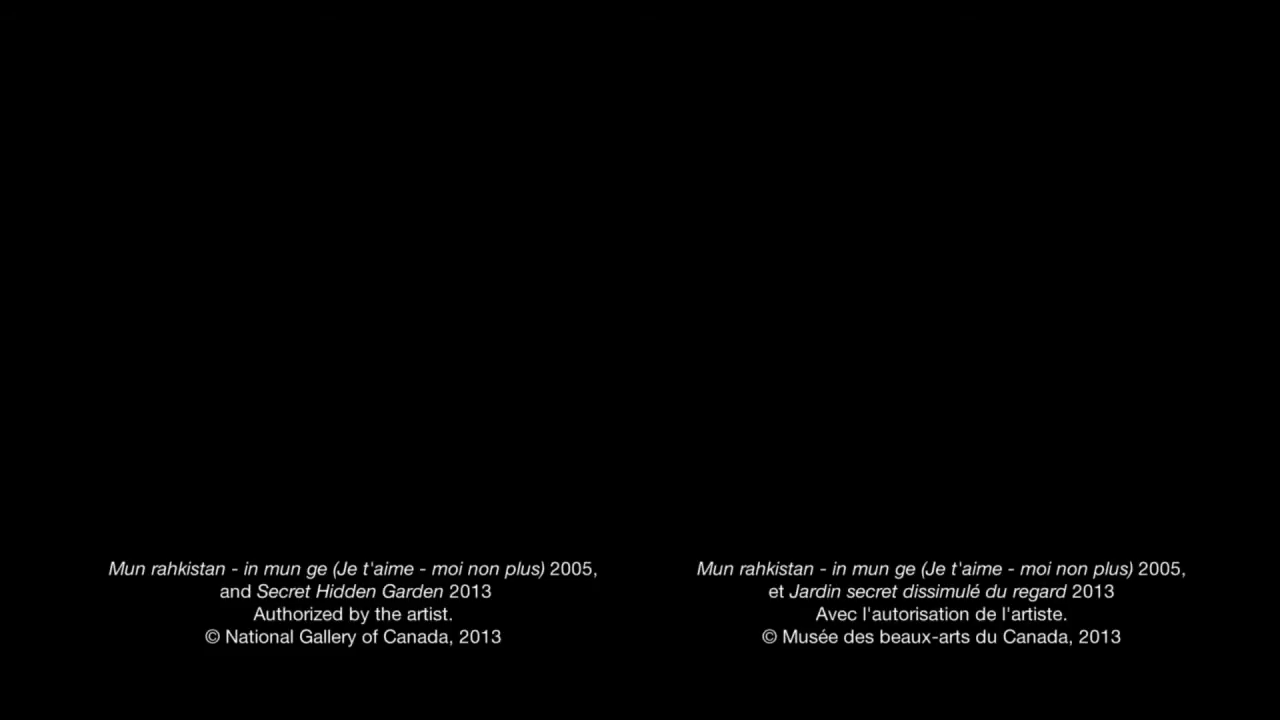 Mun rahkistan - in mun ge (Je t'aime - moi non plus) 2005,
and Secret Hidden Garden 2013
Authorized by the artist.
© National Gallery of Canada, 2013
Mun rahkistan - in mun ge (Je t'aime - moi non plus) 2005,
et Jardin secret dissimulé du regard 2013
Avec l'autorisation de l'artiste.
© Musée des beaux-arts du Canada, 2013